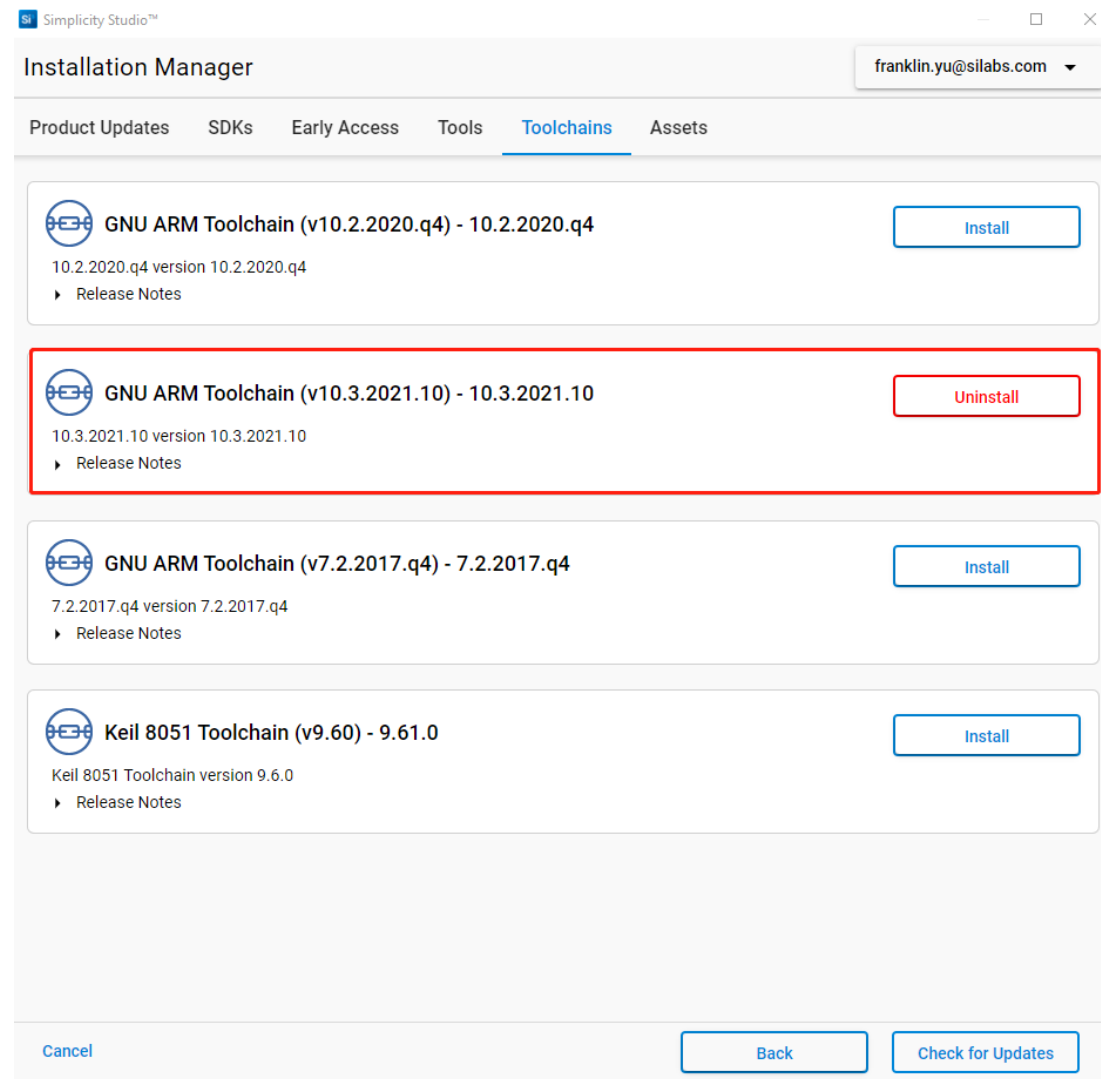 Si Simplicity Studio™
Installation Manager
franklin.yu@silabs.com
Product Updates SDKs Early Access Tools Toolchains Assets
GNU ARM Toolchain (v10.2.2020.q4) - 10.2.2020.q4
Install
10.2.2020.q4 version 10.2.2020.q4
Release Notes
GNU ARM Toolchain (v10.3.2021.10) - 10.3.2021.10
Uninstall
10.3.2021.10 version 10.3.2021.10
Release Notes
GNU ARM Toolchain (v7.2.2017.q4) - 7.2.2017.q4
Install
7.2.2017.q4 version 7.2.2017.q4
Release Notes
Keil 8051 Toolchain (v9.60) - 9.61.0
Install
Keil 8051 Toolchain version 9.6.0
Release Notes
Cancel Back Check for Updates